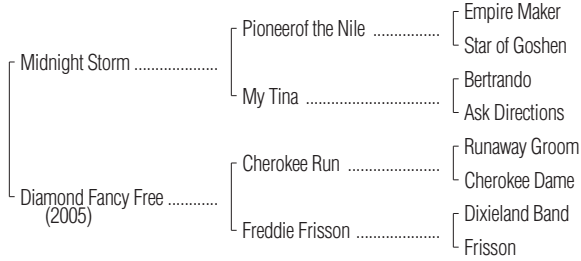 Empire Maker
Pioneerof the Nile ................
Star of Goshen
Midnight Storm ....................
Bertrando
My Tina ................................
Ask Directions
Runaway Groom
Cherokee Run ......................
Cherokee Dame
Diamond Fancy Free ............
(2005)
Dixieland Band
Freddie Frisson ....................
Frisson